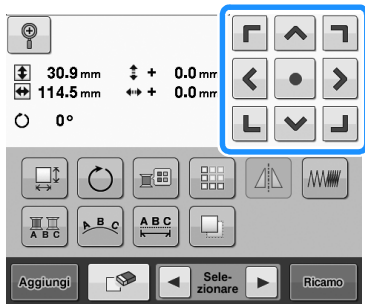 30.9 mm + 0.0 mm
114.5 mm + 0.0 mm
0°
A B C
A B C
A B C
Aggiungi
Sele-
zionare
Ricamo